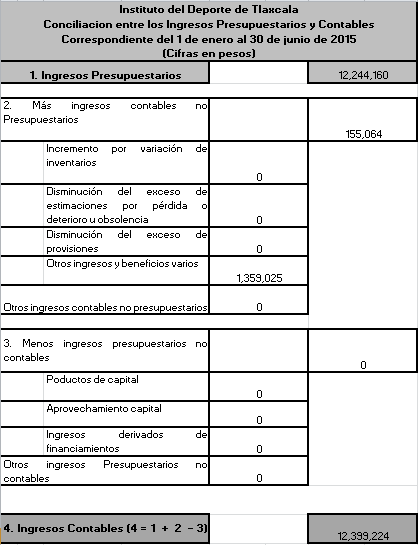 Instituto del Deporte de Tlaxcala
Conciliacion entre los Ingresos Presupuestarios y Contables
Correspondiente del 1 de enero al 30 de junio de 2015
(Cifras en pesos)
1. Ingresos Presupuestarios 12,244,160
2. Más ingresos contables no
Presupuestarios
155,064
Incremento por variación de
inventarios
0
Disminución del exceso de
estimaciones por pérdida o
deterioro u obsolencia 0
Disminución del exceso de
provisiones 0
Otros ingresos y beneficios varios
1,359,025
Otros ingresos contables no presupuestarios 0
3. Menos ingresos presupuestarios no
contables 0
Poductos de capital
0
Aprovechamiento capital
0
Ingresos derivados de
financiamientos 0
Otros ingresos Presupuestarios no
contables 0
4. Ingresos Contables (4 = 1 + 2 - 3)
12,399,224